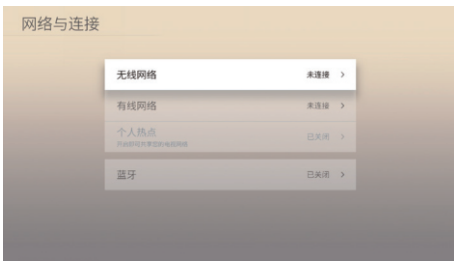 网络与连接
无线网络 未连接 >
有线网络 未连接 >
个人热点 已关闭 >
蓝牙 已关闭 >